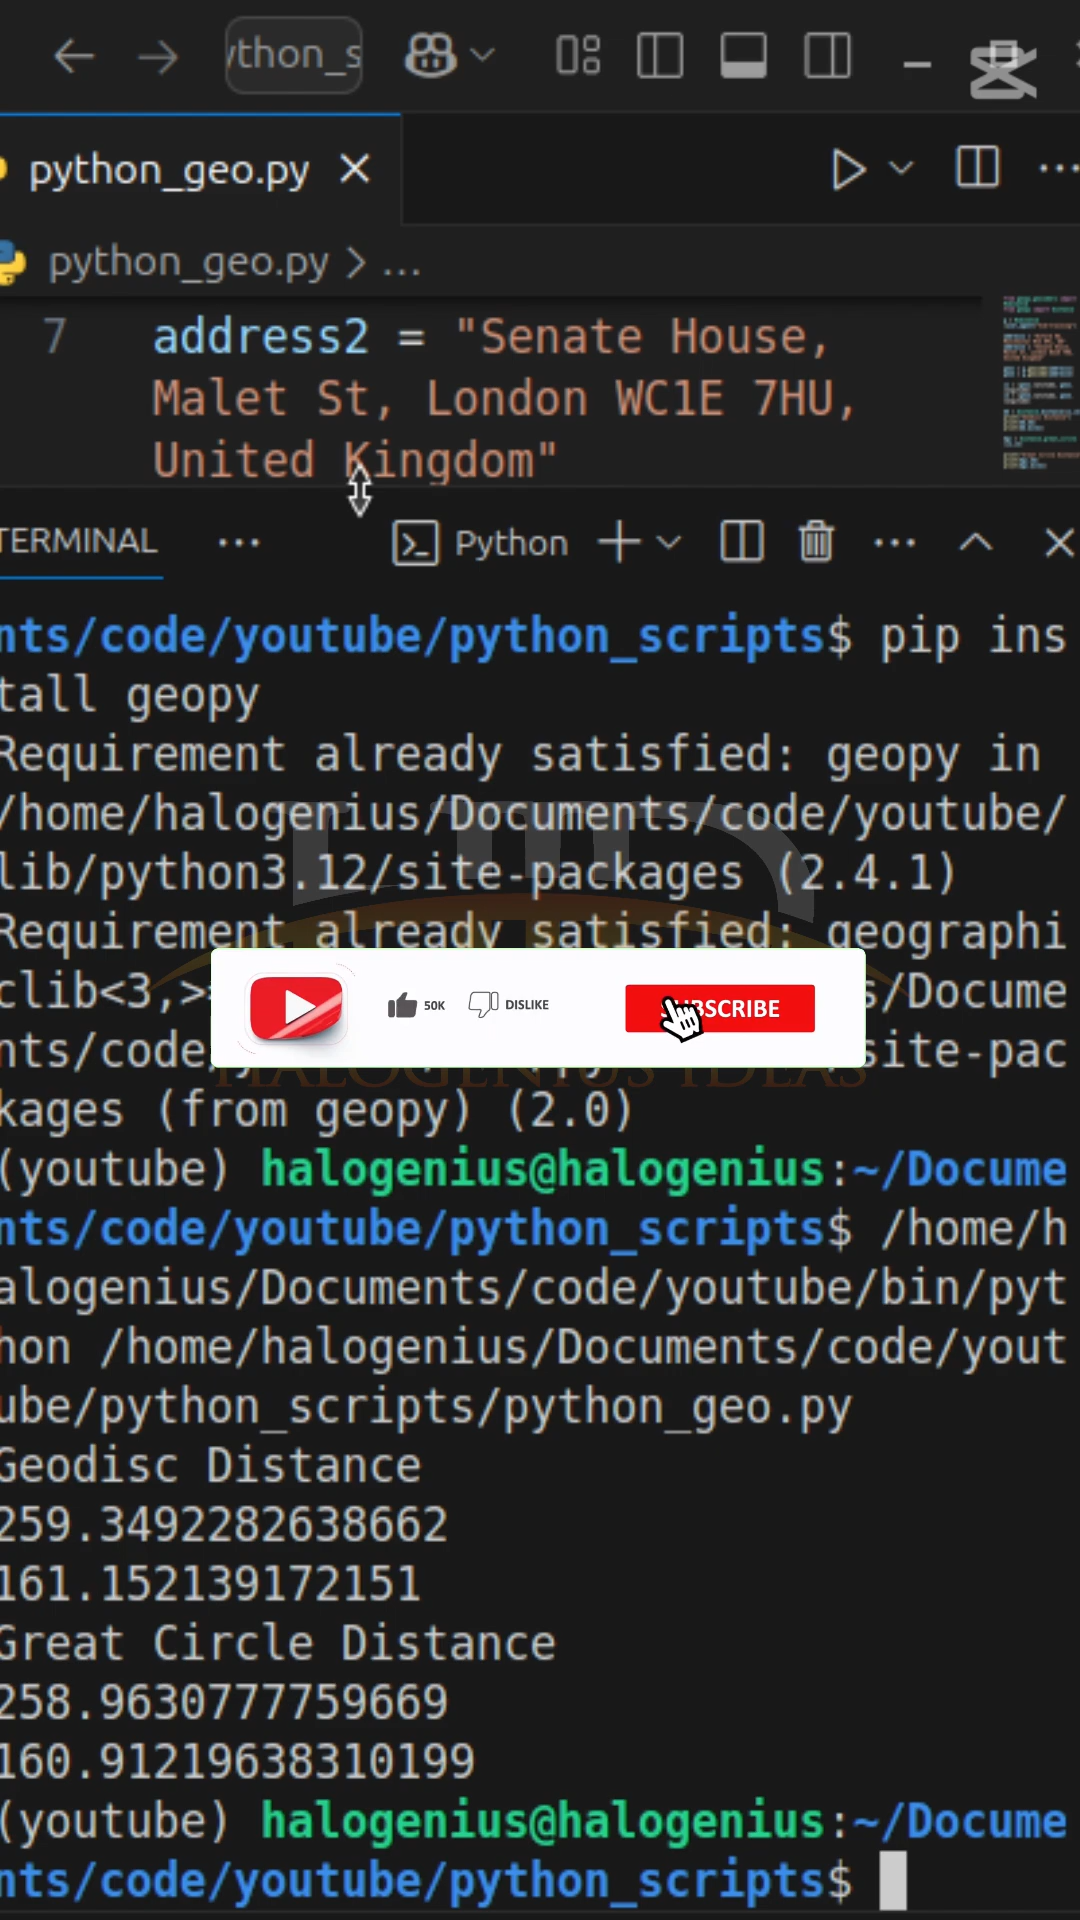 python_geo.py
python_geo.py > ...
7 address2 = "Senate House,
Malet St, London WC1E 7HU,
United Kingdom"
TERMINAL ... Python
nts/code/youtube/python_scripts$ pip ins
tall geopy
Requirement already satisfied: geopy in
/home/halogenius/Documents/code/youtube/
lib/python3.12/site-packages (2.4.1)
Requirement already satisfied: geographi
clib<3,> s/Docume
50K DISLIKE SUBSCRIBE
nts/code site-pac
HALOGENIUS IDEAS
kages (from geopy) (2.0)
(youtube) halogenius@halogenius:~/Docume
nts/code/youtube/python_scripts$ /home/h
alogenius/Documents/code/youtube/bin/pyt
hon /home/halogenius/Documents/code/yout
ube/python_scripts/python_geo.py
Geodisc Distance
259.3492282638662
161.152139172151
Great Circle Distance
258.9630777759669
160.91219638310199
(youtube) halogenius@halogenius:~/Docume
nts/code/youtube/python_scripts$